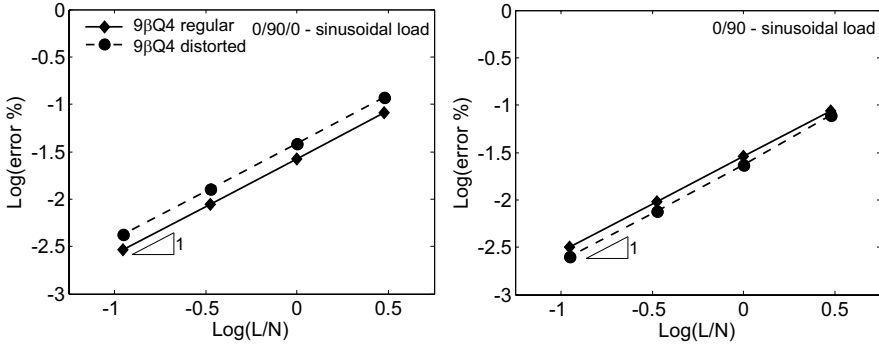 0
-0.5
-1
-1.5
-2
-2.5
-3
Log(error %)
9βQ4 regular
9βQ4 distorted
0/90/0 - sinusoidal load
1
-1 -0.5 0 0.5
Log(L/N)
0
-0.5
-1
-1.5
-2
-2.5
-3
Log(error %)
0/90 - sinusoidal load
1
-1 -0.5 0 0.5
Log(L/N)